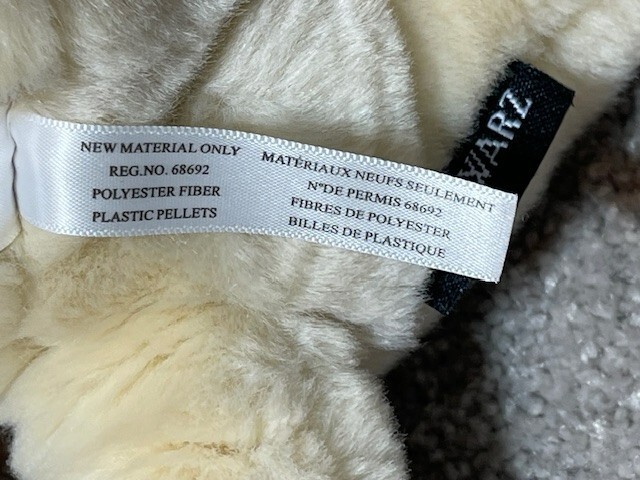 NEW MATERIAL ONLY
REG.NO. 68692
POLYESTER FIBER
PLASTIC PELLETS
MATÉRIAUX NEUFS SEULEMENT
N°DE PERMIS 68692
FIBRES DE POLYESTER
BILLES DE PLASTIQUE
WARZ